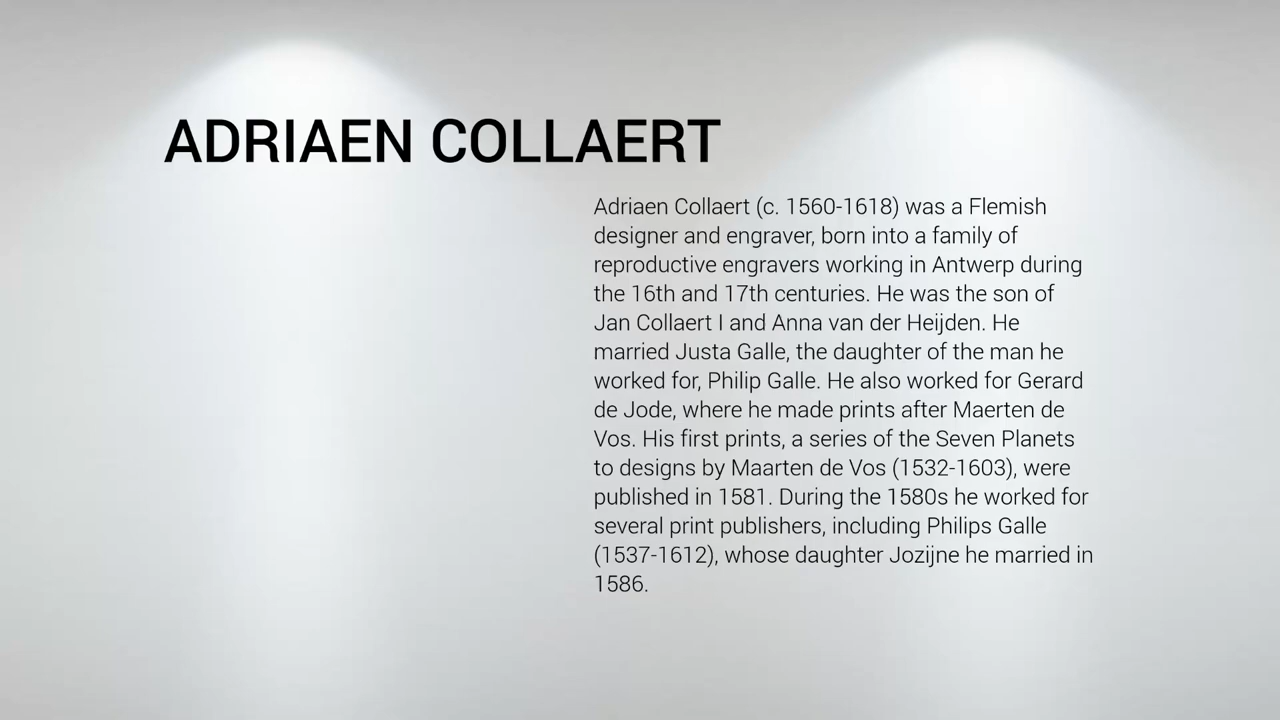 ADRIAEN COLLAERT
Adriaen Collaert (c. 1560-1618) was a Flemish
designer and engraver, born into a family of
reproductive engravers working in Antwerp during
the 16th and 17th centuries. He was the son of
Jan Collaert I and Anna van der Heijden. He
married Justa Galle, the daughter of the man he
worked for, Philip Galle. He also worked for Gerard
de Jode, where he made prints after Maerten de
Vos. His first prints, a series of the Seven Planets
to designs by Maarten de Vos (1532-1603), were
published in 1581. During the 1580s he worked for
several print publishers, including Philips Galle
(1537-1612), whose daughter Jozijne he married in
1586.